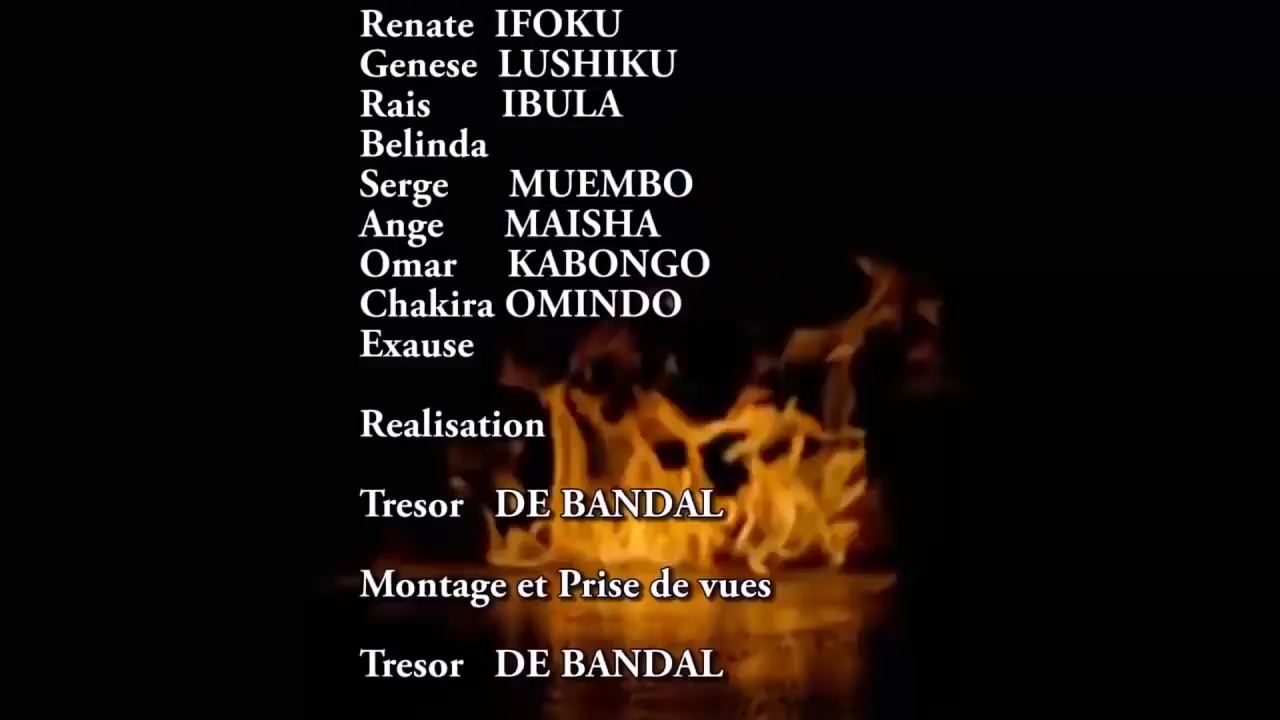 Renate IFOKU
Genese LUSHIKU
Rais IBULA
Belinda
Serge MUEMBO
Ange MAISHA
Omar KABONGO
Chakira OMINDO
Exause
Realisation
Tresor DE BANDAL
Montage et Prise de vues
Tresor DE BANDAL